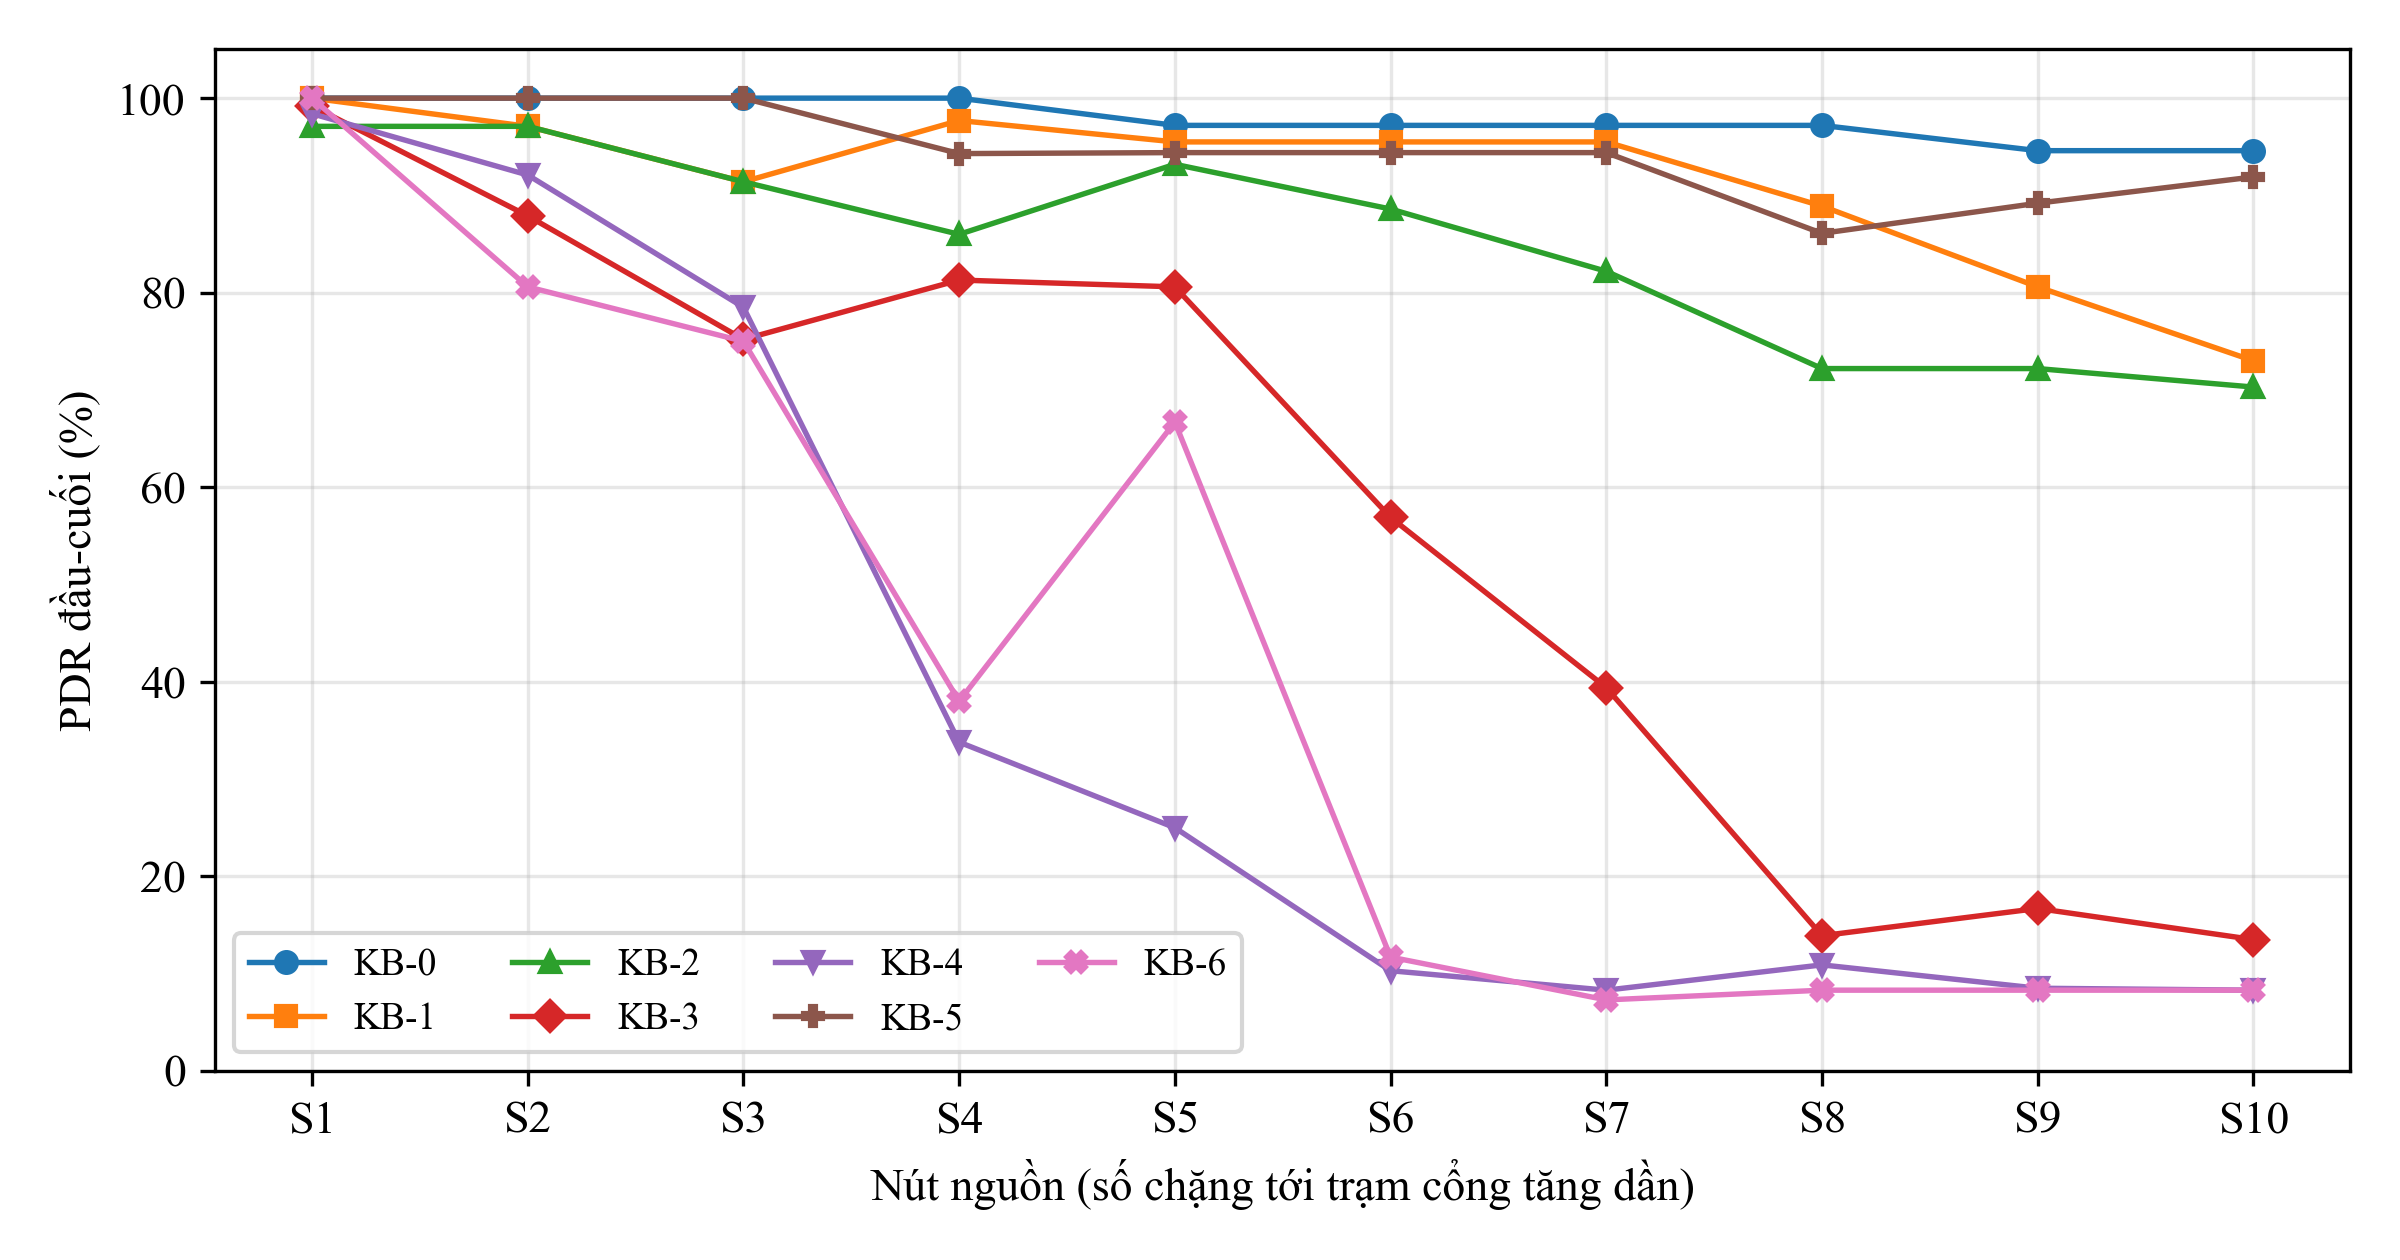 PDR đầu-cuối (%)
100
80
60
40
20
0
KB-0
KB-1
KB-2
KB-3
KB-4
KB-5
KB-6
S1 S2 S3 S4 S5 S6 S7 S8 S9 S10
Nút nguồn (số chặng tới trạm cổng tăng dần)